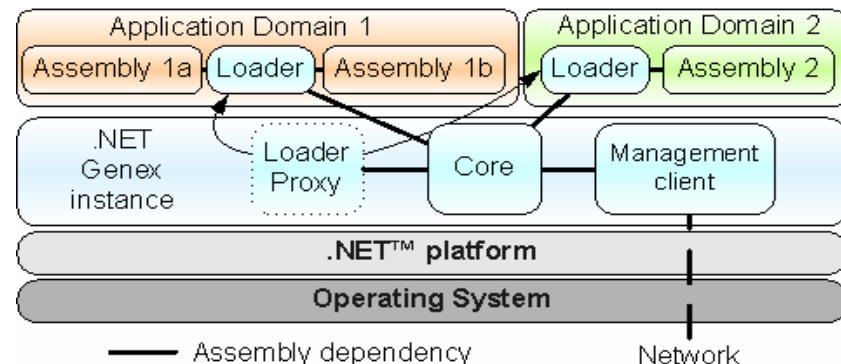 Application Domain 1
Application Domain 2
Assembly 1a
Loader
Assembly 1b
Loader
Assembly 2
.NET
Genex
instance
Loader
Proxy
Core
Management
client
.NET™ platform
Operating System
Assembly dependency
Network